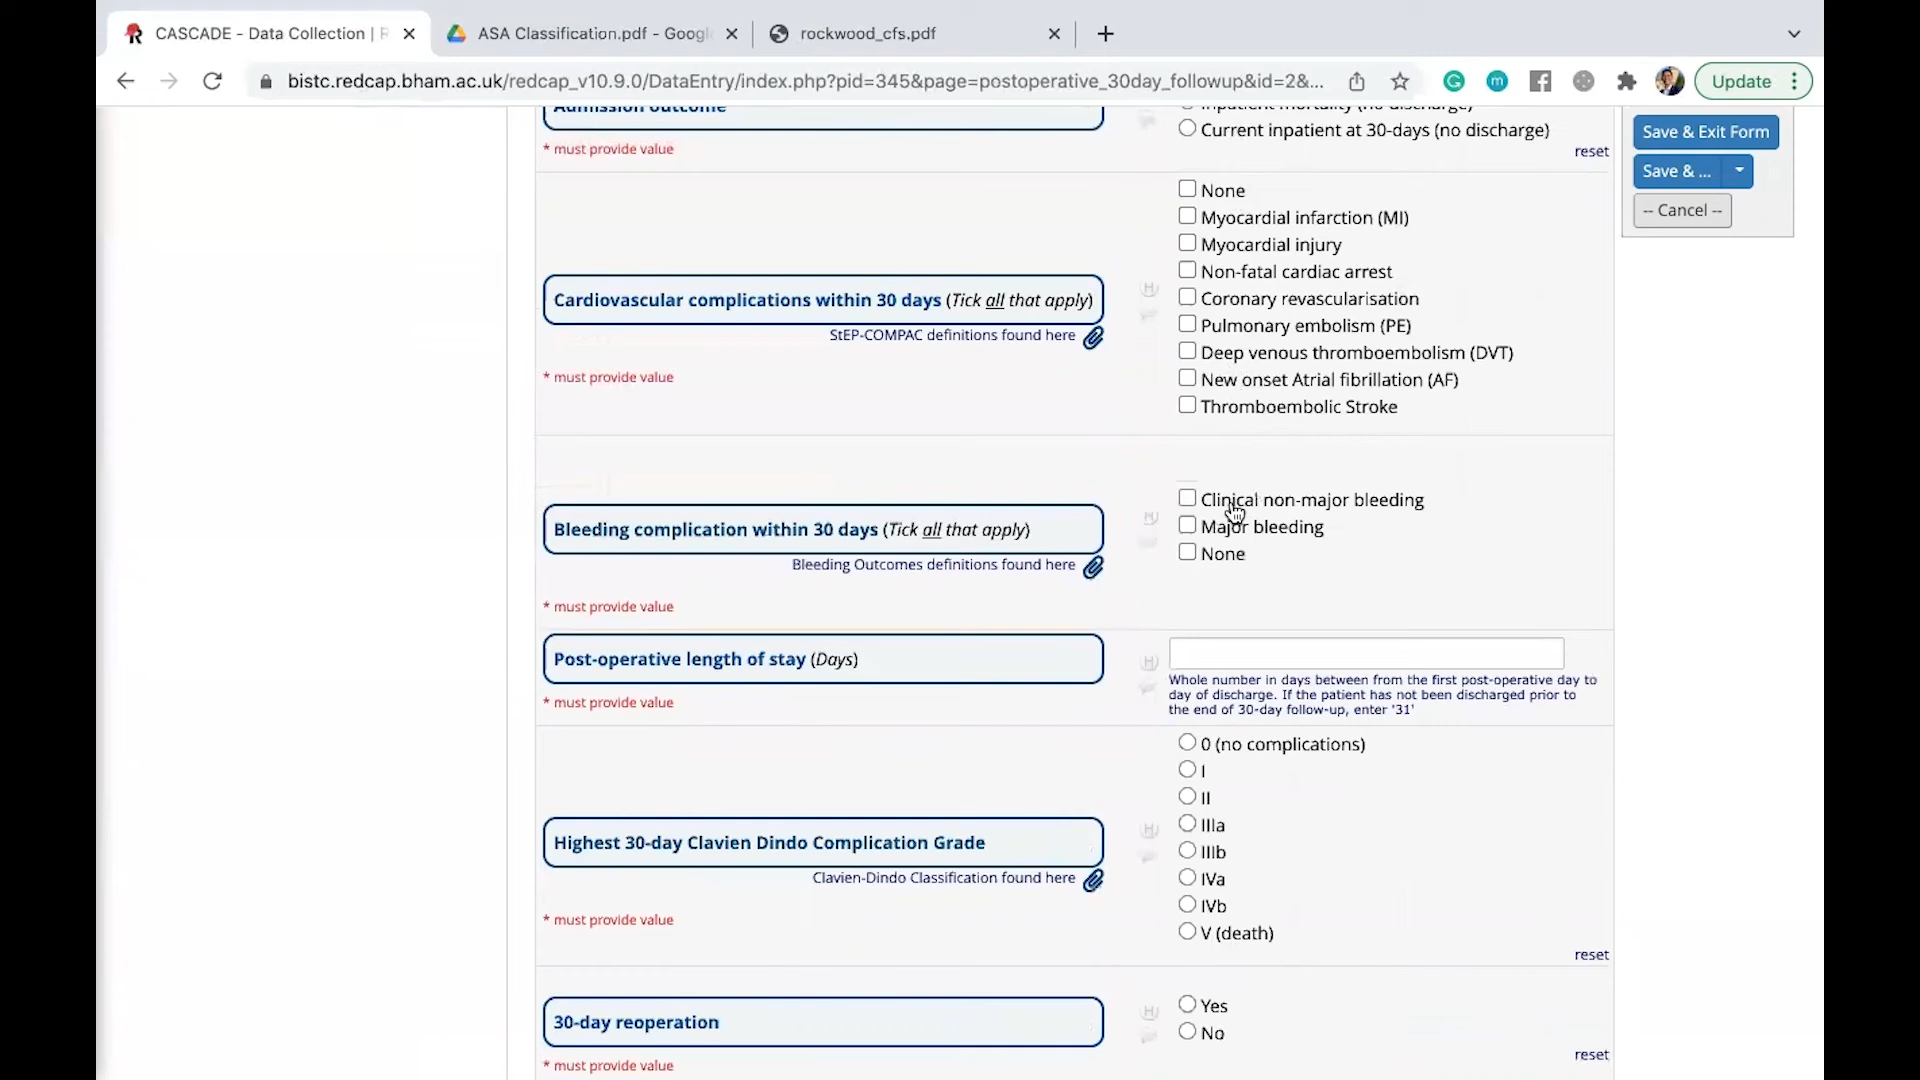 CASCADE - Data Collection | R
ASA Classification.pdf - Googl
rockwood_cfs.pdf
bistc.redcap.bham.ac.uk/redcap_v10.9.0/DataEntry/index.php?pid=345&page=postoperative_30day_followup&id=2&...
Update
Admission outcome
* must provide value
Inpatient mortality (no discharge)
Current inpatient at 30-days (no discharge)
reset
Save & Exit Form
Save & ...
-- Cancel --
Cardiovascular complications within 30 days (Tick all that apply)
StEP-COMPAC definitions found here
* must provide value
None
Myocardial infarction (MI)
Myocardial injury
Non-fatal cardiac arrest
Coronary revascularisation
Pulmonary embolism (PE)
Deep venous thromboembolism (DVT)
New onset Atrial fibrillation (AF)
Thromboembolic Stroke
Bleeding complication within 30 days (Tick all that apply)
Bleeding Outcomes definitions found here
* must provide value
Clinical non-major bleeding
Major bleeding
None
Post-operative length of stay (Days)
* must provide value
Whole number in days between from the first post-operative day to
day of discharge. If the patient has not been discharged prior to
the end of 30-day follow-up, enter '31'
Highest 30-day Clavien Dindo Complication Grade
Clavien-Dindo Classification found here
* must provide value
0 (no complications)
I
II
IIIa
IIIb
IVa
IVb
V (death)
reset
30-day reoperation
* must provide value
Yes
No
reset